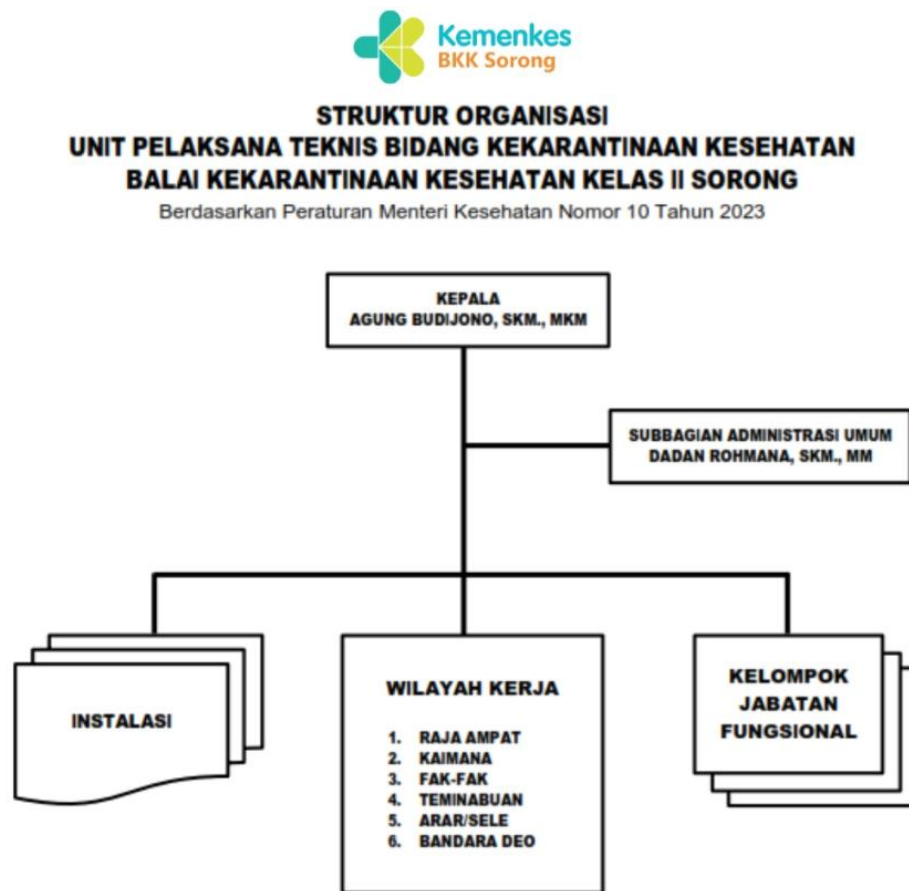 Kemenkes
BKK Sorong
STRUKTUR ORGANISASI
UNIT PELAKSANA TEKNIS BIDANG KEKARANTINAAN KESEHATAN
BALAI KEKARANTINAAN KESEHATAN KELAS II SORONG
Berdasarkan Peraturan Menteri Kesehatan Nomor 10 Tahun 2023
KEPALA
AGUNG BUDIJONO, SKM., MKM
SUBBAGIAN ADMINISTRASI UMUM
DADAN ROHMANA, SKM., MM
INSTALASI
WILAYAH KERJA
1. RAJA AMPAT
2. KAIMANA
3. FAK-FAK
4. TEMINABUAN
5. ARAR/SELE
6. BANDARA DEO
KELOMPOK
JABATAN
FUNGSIONAL